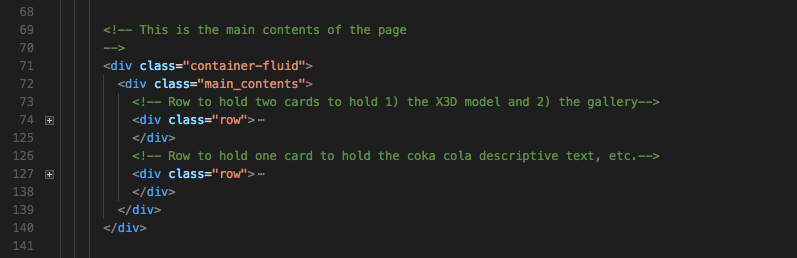 68
69 <!-- This is the main contents of the page
70 -->
71 <div class="container-fluid">
72 <div class="main_contents">
73 <!-- Row to hold two cards to hold 1) the X3D model and 2) the gallery-->
74 <div class="row">⋯
125 </div>
126 <!-- Row to hold one card to hold the coka cola descriptive text, etc.-->
127 <div class="row">⋯
138 </div>
139 </div>
140 </div>
141